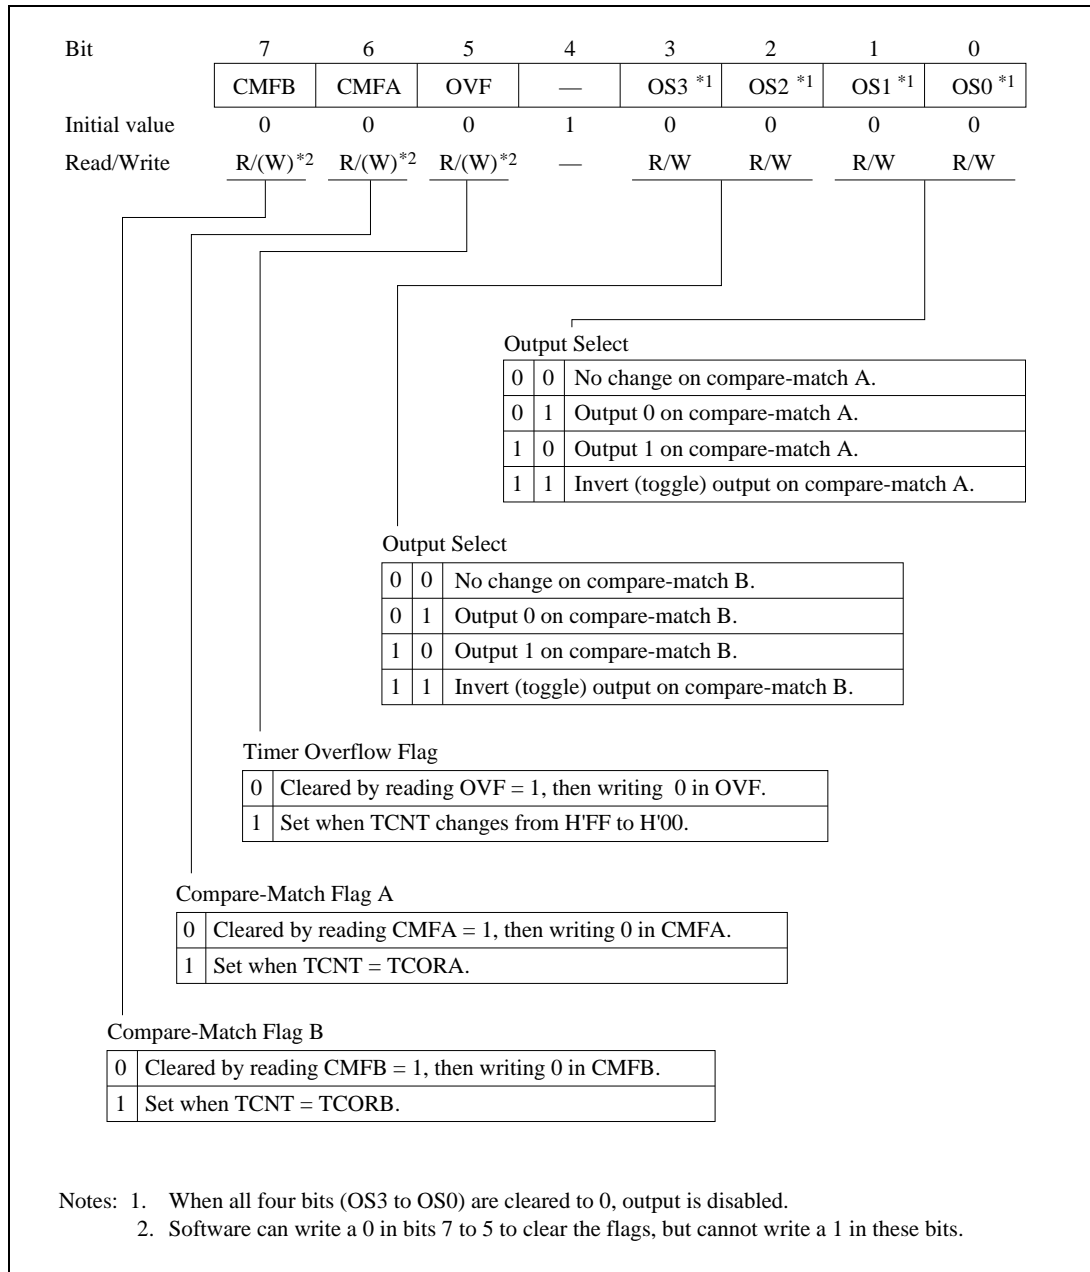 Bit 7 6 5 4 3 2 1 0
CMFB CMFA OVF — OS3 *1 OS2 *1 OS1 *1 OS0 *1
Initial value 0 0 0 1 0 0 0 0
Read/Write R/(W)*2 R/(W)*2 R/(W)*2 — R/W R/W R/W R/W
Output Select
0 0 No change on compare-match A.
0 1 Output 0 on compare-match A.
1 0 Output 1 on compare-match A.
1 1 Invert (toggle) output on compare-match A.
Output Select
0 0 No change on compare-match B.
0 1 Output 0 on compare-match B.
1 0 Output 1 on compare-match B.
1 1 Invert (toggle) output on compare-match B.
Timer Overflow Flag
0 Cleared by reading OVF = 1, then writing 0 in OVF.
1 Set when TCNT changes from H'FF to H'00.
Compare-Match Flag A
0 Cleared by reading CMFA = 1, then writing 0 in CMFA.
1 Set when TCNT = TCORA.
Compare-Match Flag B
0 Cleared by reading CMFB = 1, then writing 0 in CMFB.
1 Set when TCNT = TCORB.
Notes: 1. When all four bits (OS3 to OS0) are cleared to 0, output is disabled.
2. Software can write a 0 in bits 7 to 5 to clear the flags, but cannot write a 1 in these bits.